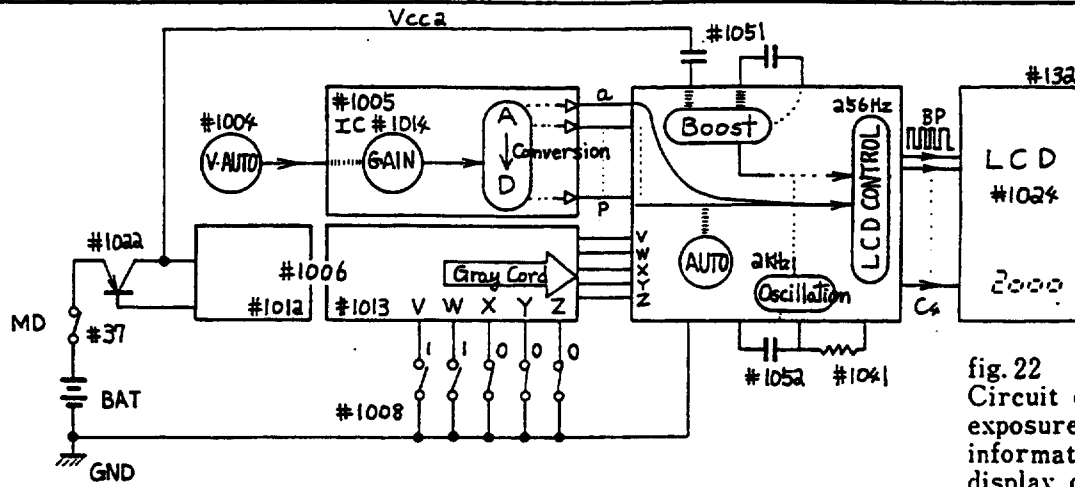 Vcc2
#1051
#132
#1005
IC #1014
#1004
V-AUTO
GAIN
A
D
Conversion
a
p
Boost
256Hz
LCD CONTROL
BP
LCD
#1024
2000
#1022
#1006
#1012
#1013
Gray Cord
V
W
X
Y
Z
V W X Y Z
AUTO
2KHz
Oscillation
C4
MD
#37
1 1 0 0 0
BAT
#1008
#1052
#1041
GND
fig. 22
Circuit
exposure
informat
display